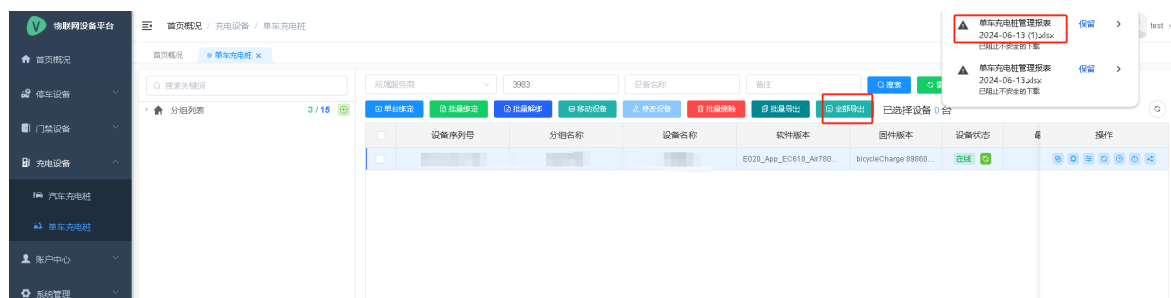 物联网设备平台
首页概况 / 充电设备 / 单车充电桩
单车充电桩管理报表
2024-06-13 (1).xlsx
已阻止不安全的下载
保留
test
首页概况
单车充电桩 ×
单车充电桩管理报表
2024-06-13.xlsx
已阻止不安全的下载
保留
首页概况
停车设备
门禁设备
充电设备
汽车充电桩
单车充电桩
账户中心
系统管理
搜索关键词
分组列表 3 / 15
所属服务商 3983 设备名称 备注 搜索
单台绑定 批量绑定 批量解绑 移动设备 修改设备 批量删除 批量导出 全部导出 已选择设备 0 台
设备序列号 分组名称 设备名称 软件版本 固件版本 设备状态 操作
E020_App_EC618_Air780... bicycleCharge 89860... 在线